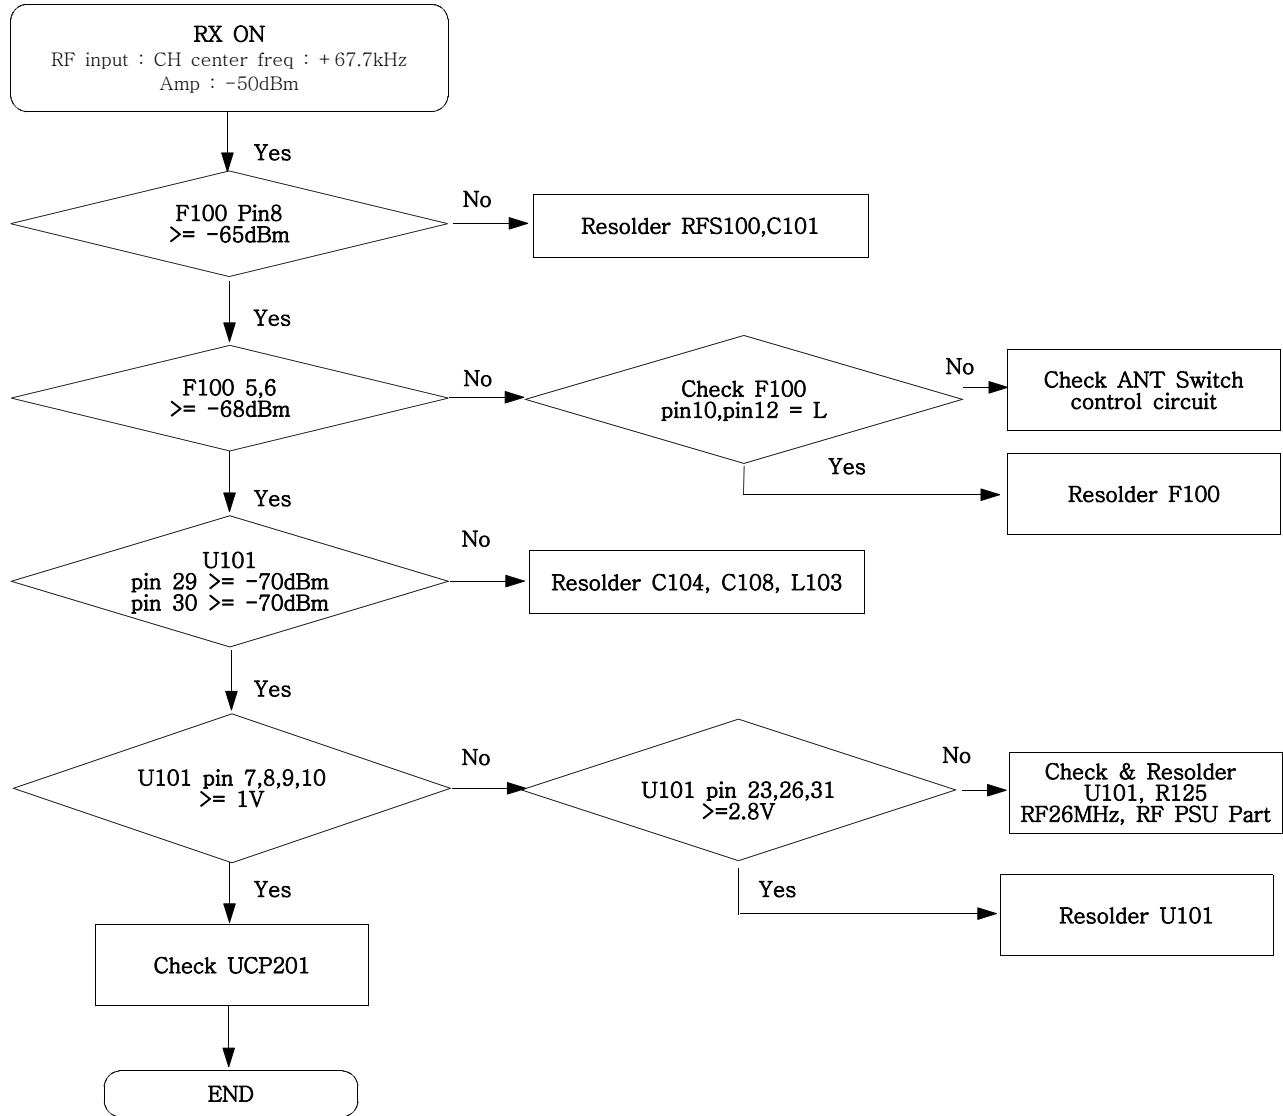 RX ON
RF input : CH center freq : +67.7kHz
Amp : -50dBm
Yes
F100 Pin8
>= -65dBm
No
Resolder RFS100,C101
Yes
F100 5,6
>= -68dBm
No
Check F100
pin10,pin12 = L
No
Check ANT Switch
control circuit
Yes
Resolder F100
Yes
U101
pin 29 >= -70dBm
pin 30 >= -70dBm
No
Resolder C104, C108, L103
Yes
U101 pin 7,8,9,10
>= 1V
No
U101 pin 23,26,31
>=2.8V
No
Check & Resolder
U101, R125
RF26MHz, RF PSU Part
Yes
Resolder U101
Yes
Check UCP201
END